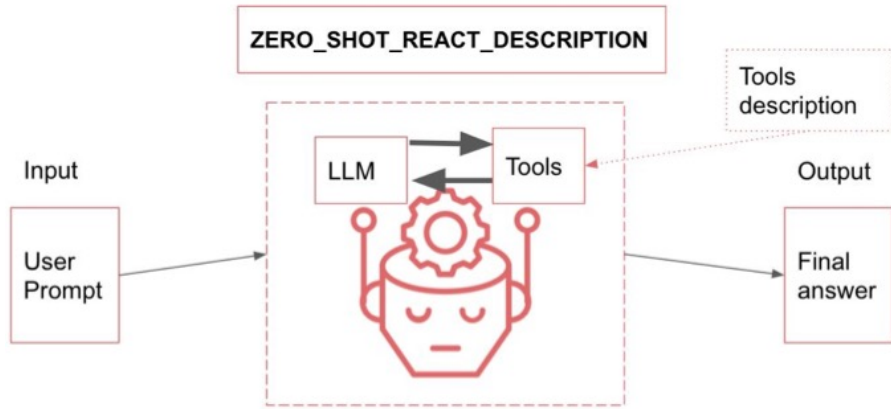 ZERO_SHOT_REACT_DESCRIPTION
Tools
description
Input
LLM
Tools
Output
User
Prompt
Final
answer